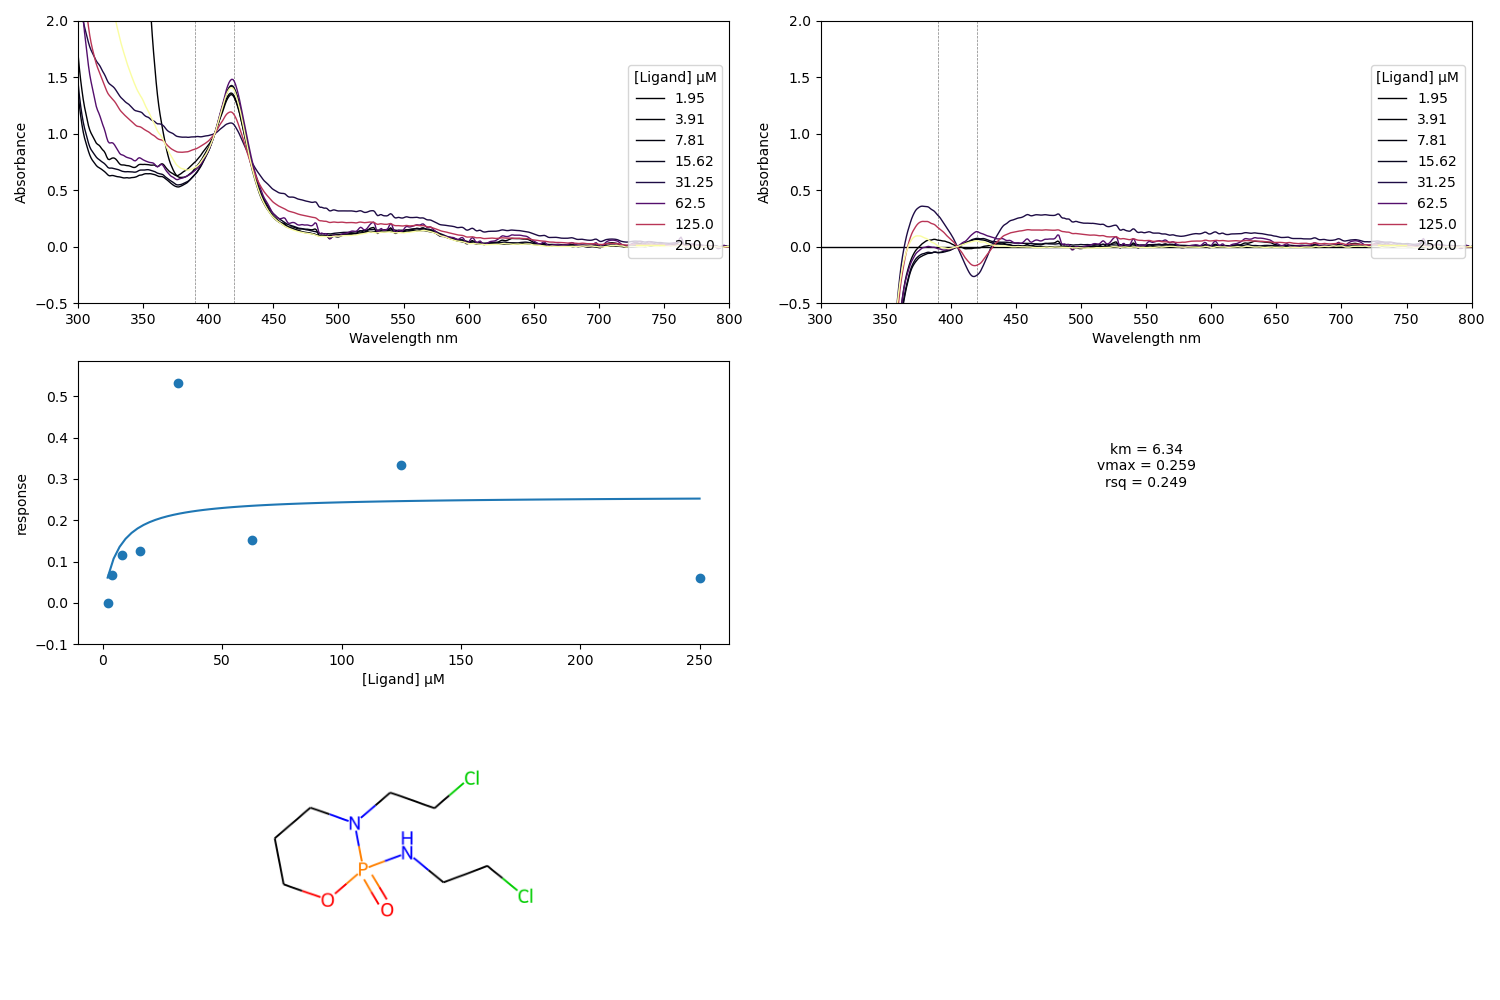 2.0
1.5
1.0
0.5
0.0
−0.5
Absorbance
300 350 400 450 500 550 600 650 700 750 800
Wavelength nm
[Ligand] μM
1.95
3.91
7.81
15.62
31.25
62.5
125.0
250.0
2.0
1.5
1.0
0.5
0.0
−0.5
Absorbance
300 350 400 450 500 550 600 650 700 750 800
Wavelength nm
[Ligand] μM
1.95
3.91
7.81
15.62
31.25
62.5
125.0
250.0
0.5
0.4
0.3
0.2
0.1
0.0
−0.1
response
0 50 100 150 200 250
[Ligand] μM
km = 6.34
vmax = 0.259
rsq = 0.249
Cl
N
H
N
P
O
O
Cl